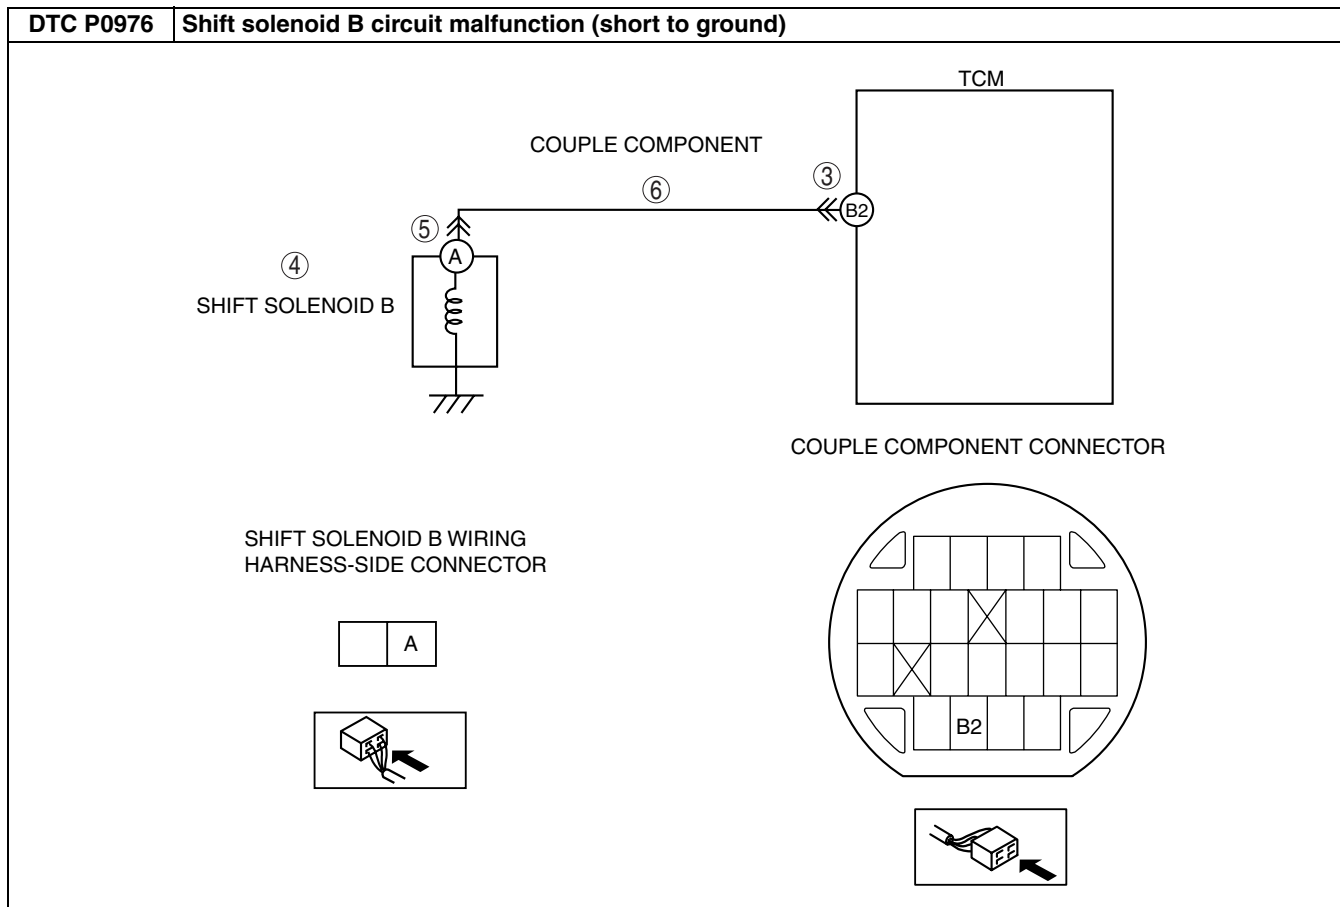 DTC P0976 Shift solenoid B circuit malfunction (short to ground)
TCM
COUPLE COMPONENT
③
⑥
B2
⑤
A
④
SHIFT SOLENOID B
COUPLE COMPONENT CONNECTOR
SHIFT SOLENOID B WIRING
HARNESS-SIDE CONNECTOR
A
B2